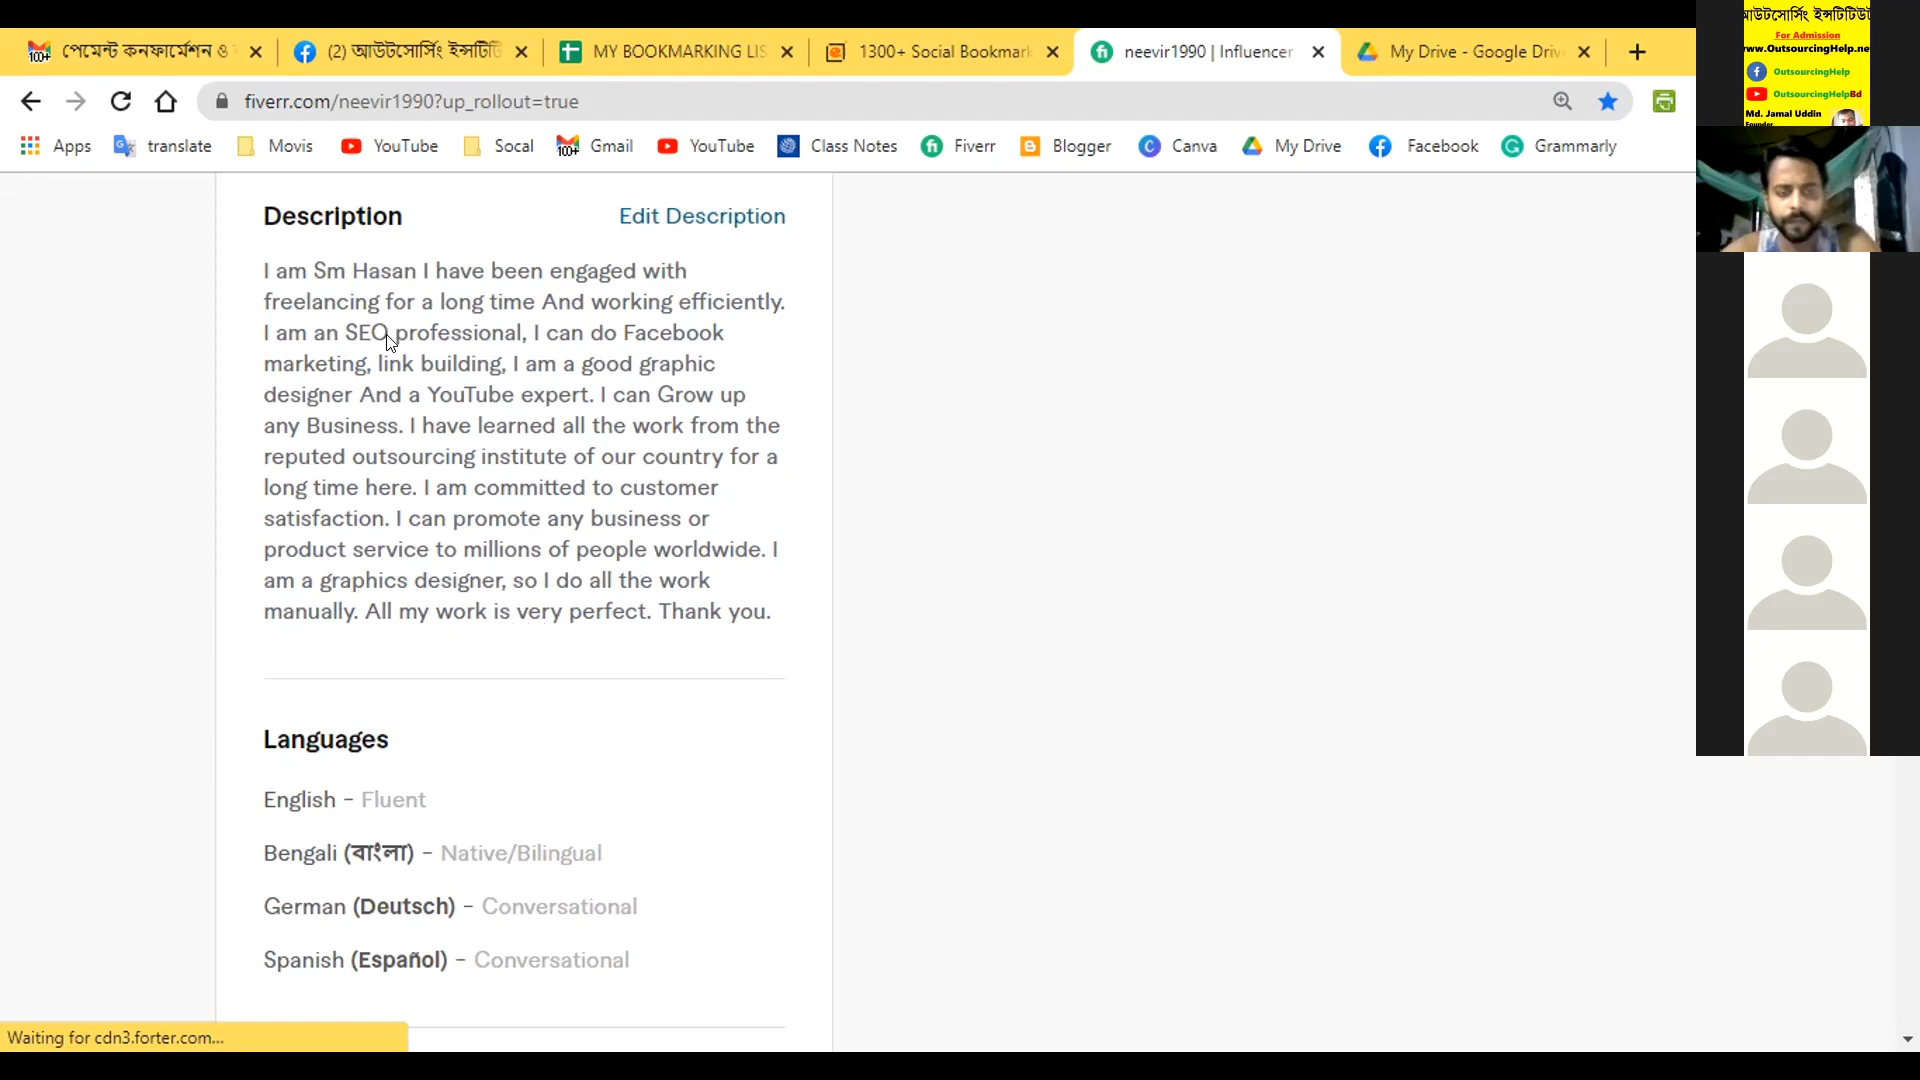 পেমেন্ট কনফার্মেশন ও
(2) আউটসোর্সিং ইন্সটিটি
MY BOOKMARKING LIS
1300+ Social Bookmark
neevir1990 | Influencer
My Drive - Google Driv
fiverr.com/neevir1990?up_rollout=true
Apps
translate
Movis
YouTube
Socal
100+
Gmail
YouTube
Class Notes
Fiverr
Blogger
Canva
My Drive
Facebook
Grammarly
Description
Edit Description
I am Sm Hasan I have been engaged with
freelancing for a long time And working efficiently.
I am an SEO professional, I can do Facebook
marketing, link building, I am a good graphic
designer And a YouTube expert. I can Grow up
any Business. I have learned all the work from the
reputed outsourcing institute of our country for a
long time here. I am committed to customer
satisfaction. I can promote any business or
product service to millions of people worldwide. I
am a graphics designer, so I do all the work
manually. All my work is very perfect. Thank you.
Languages
English - Fluent
Bengali (বাংলা) - Native/Bilingual
German (Deutsch) - Conversational
Spanish (Español) - Conversational
Waiting for cdn3.forter.com...
আউটসোর্সিং ইন্সটিটিউট
For Admission
www.OutsourcingHelp.ne
OutsourcingHelp
OutsourcingHelpBd
Md. Jamal Uddin
Founder